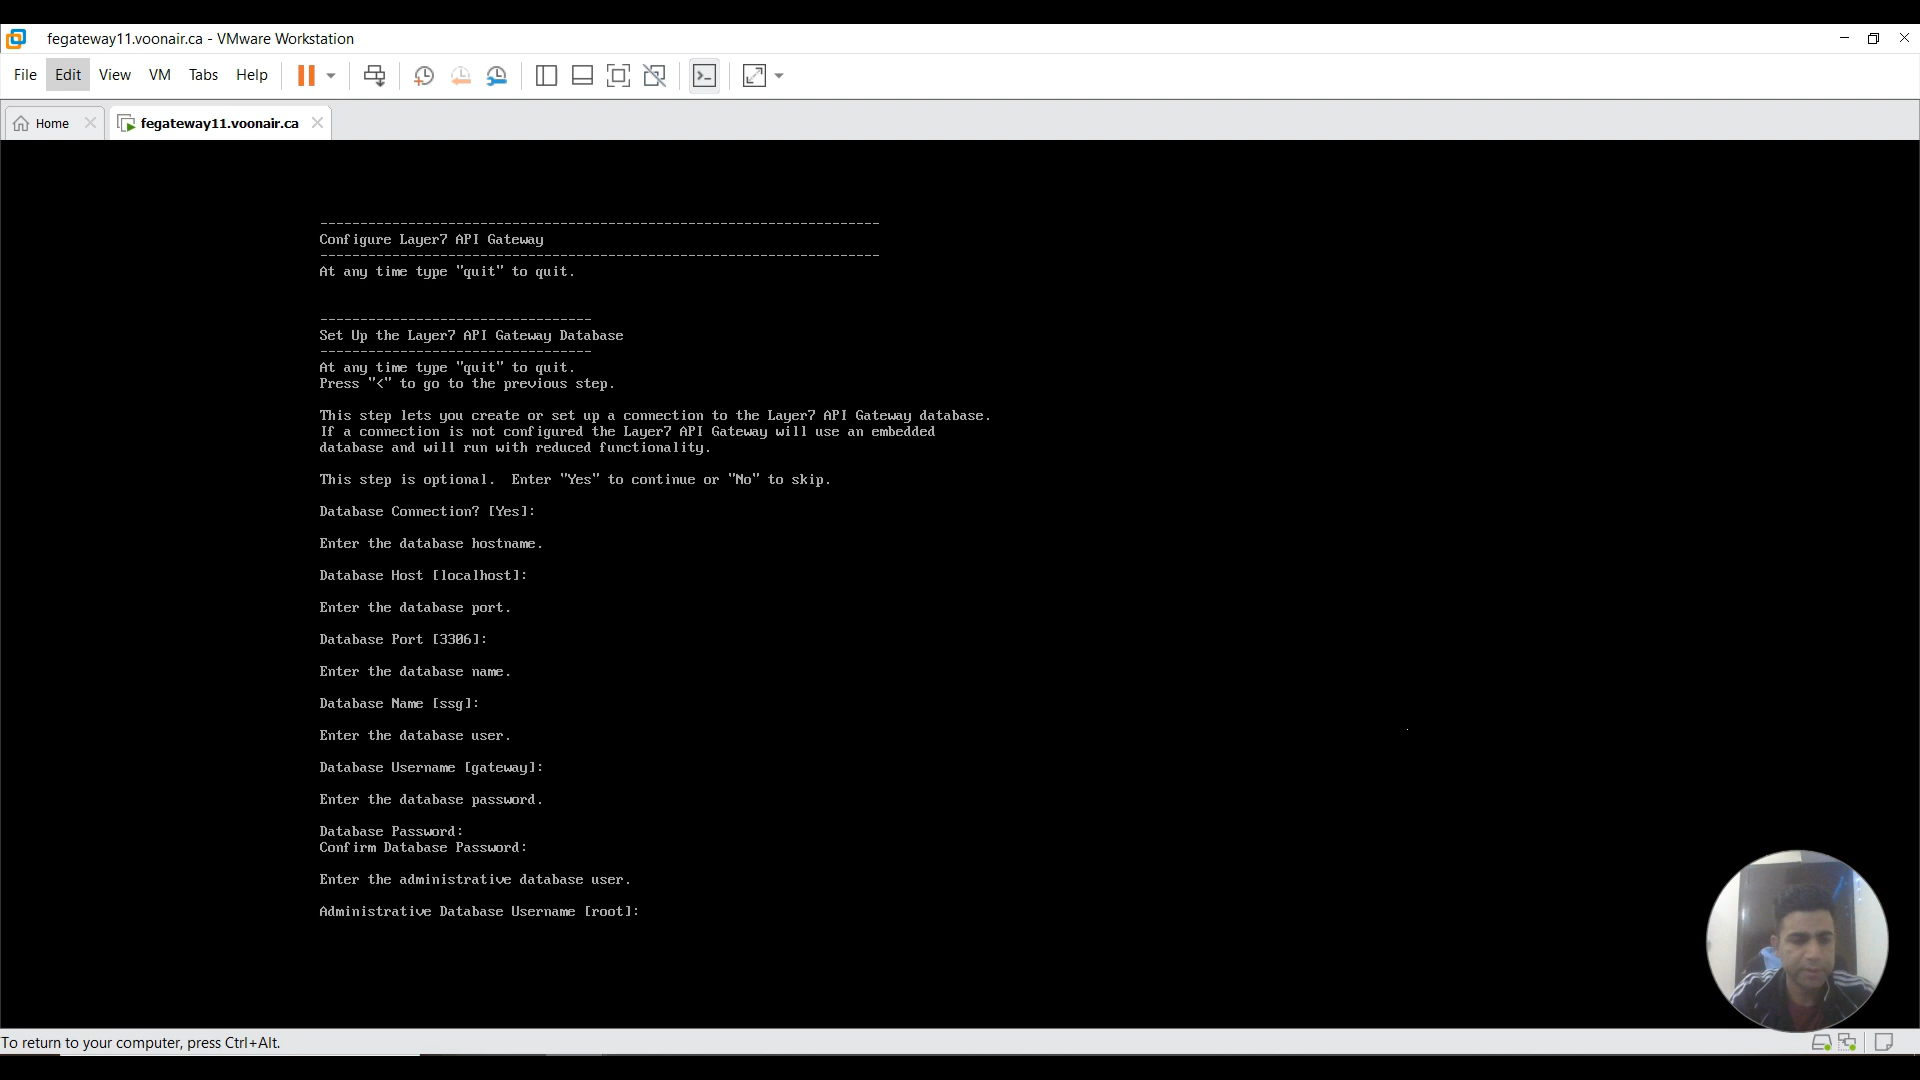 fegateway11.voonair.ca - VMware Workstation
File Edit View VM Tabs Help
Home fegateway11.voonair.ca
----------------------------------------------------------------------
Configure Layer7 API Gateway
----------------------------------------------------------------------
At any time type "quit" to quit.
----------------------------------
Set Up the Layer7 API Gateway Database
----------------------------------
At any time type "quit" to quit.
Press "<" to go to the previous step.
This step lets you create or set up a connection to the Layer7 API Gateway database.
If a connection is not configured the Layer7 API Gateway will use an embedded
database and will run with reduced functionality.
This step is optional.  Enter "Yes" to continue or "No" to skip.
Database Connection? [Yes]:
Enter the database hostname.
Database Host [localhost]:
Enter the database port.
Database Port [3306]:
Enter the database name.
Database Name [ssg]:
Enter the database user.
Database Username [gateway]:
Enter the database password.
Database Password:
Confirm Database Password:
Enter the administrative database user.
Administrative Database Username [root]:
To return to your computer, press Ctrl+Alt.